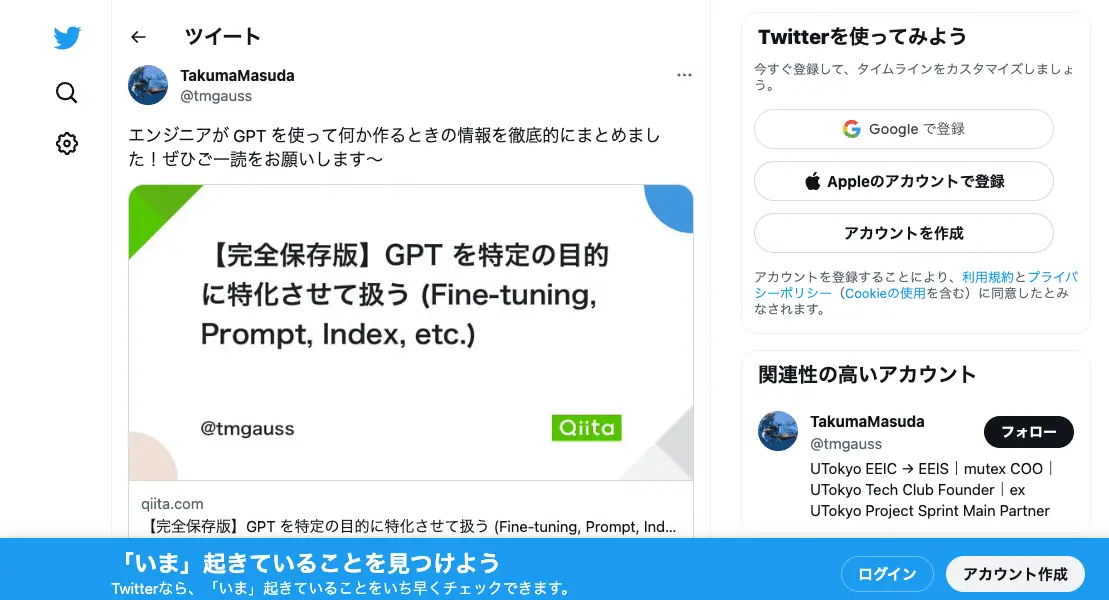 ツイート
TakumaMasuda
@tmgauss
エンジニアが GPT を使って何か作るときの情報を徹底的にまとめまし
た！ぜひご一読をお願いします〜
【完全保存版】GPT を特定の目的
に特化させて扱う (Fine-tuning,
Prompt, Index, etc.)
@tmgauss
Qiita
qiita.com
【完全保存版】GPT を特定の目的に特化させて扱う (Fine-tuning, Prompt, Ind...
Twitterを使ってみよう
今すぐ登録して、タイムラインをカスタマイズしましょ
う。
Google で登録
Appleのアカウントで登録
アカウントを作成
アカウントを登録することにより、利用規約とプライバ
シーポリシー（Cookieの使用を含む）に同意したとみ
なされます。
関連性の高いアカウント
TakumaMasuda
@tmgauss
フォロー
UTokyo EEIC → EEIS｜mutex COO｜
UTokyo Tech Club Founder｜ex
UTokyo Project Sprint Main Partner
「いま」起きていることを見つけよう
Twitterなら、「いま」起きていることをいち早くチェックできます。
ログイン
アカウント作成